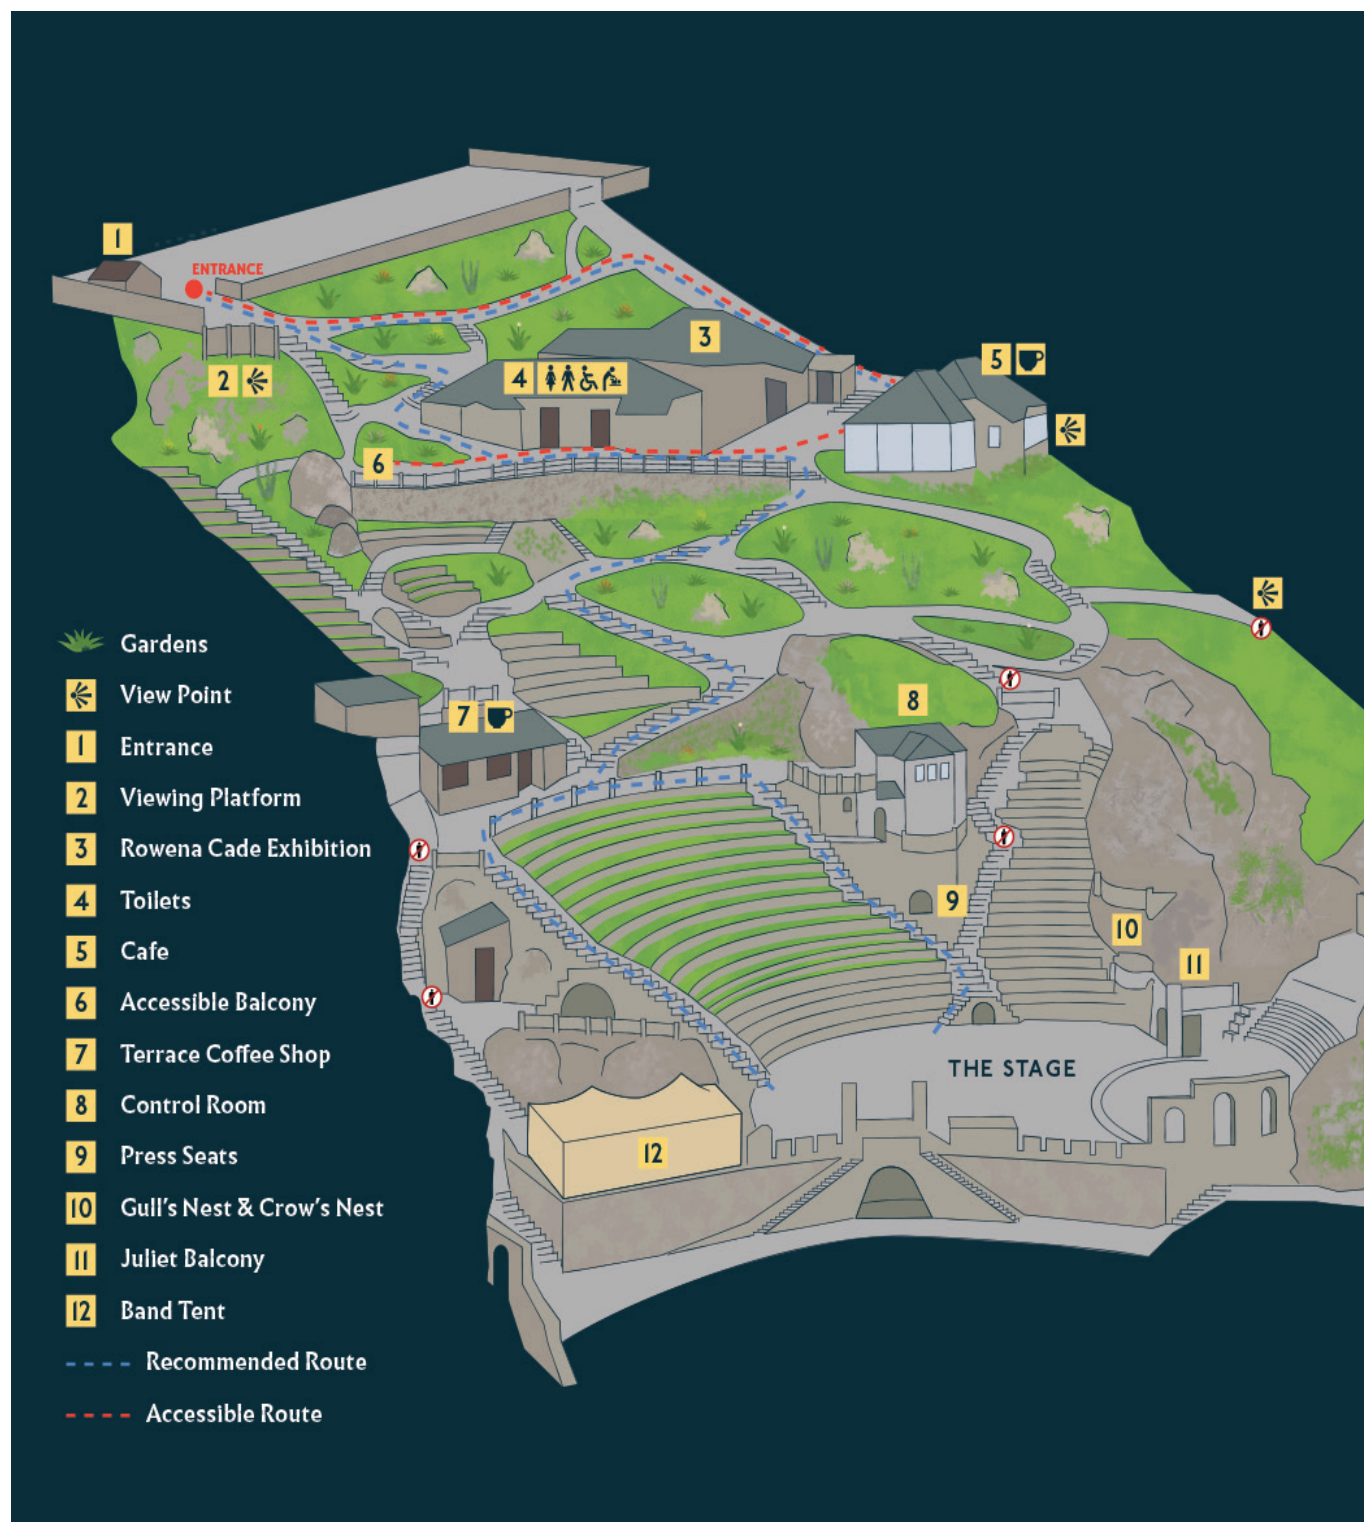 1
ENTRANCE
2
3
4
5
6
7
8
9
10
11
THE STAGE
12
Gardens
View Point
1 Entrance
2 Viewing Platform
3 Rowena Cade Exhibition
4 Toilets
5 Cafe
6 Accessible Balcony
7 Terrace Coffee Shop
8 Control Room
9 Press Seats
10 Gull's Nest & Crow's Nest
11 Juliet Balcony
12 Band Tent
Recommended Route
Accessible Route